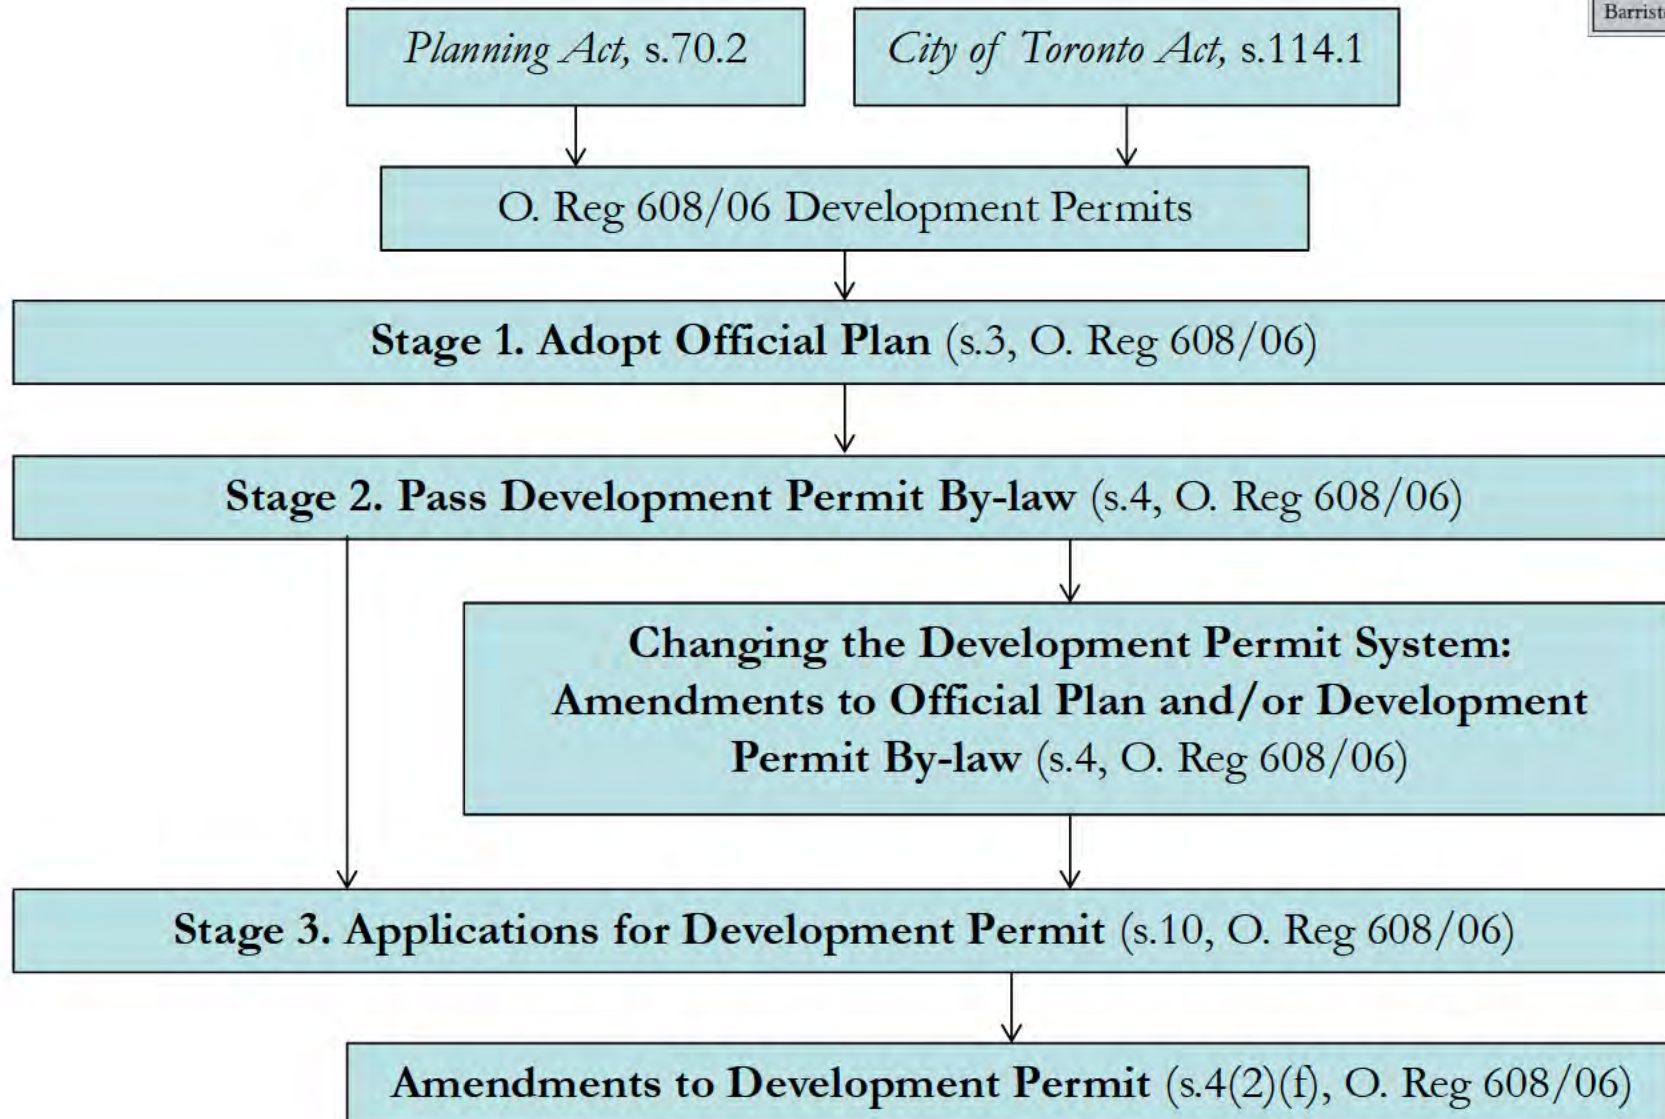 Barrist
Planning Act, s.70.2
City of Toronto Act, s.114.1
O. Reg 608/06 Development Permits
Stage 1. Adopt Official Plan (s.3, O. Reg 608/06)
Stage 2. Pass Development Permit By-law (s.4, O. Reg 608/06)
Changing the Development Permit System:
Amendments to Official Plan and/or Development
Permit By-law (s.4, O. Reg 608/06)
Stage 3. Applications for Development Permit (s.10, O. Reg 608/06)
Amendments to Development Permit (s.4(2)(f), O. Reg 608/06)